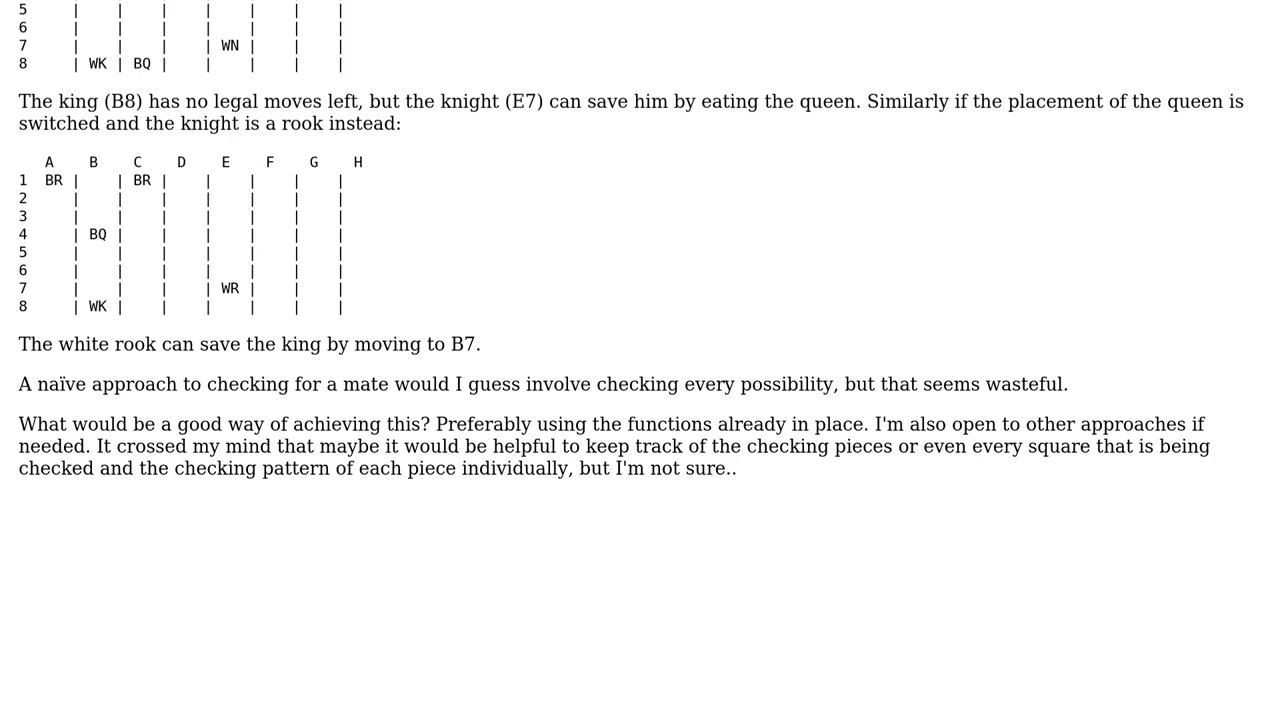 5      |    |    |    |    |    |    |
6      |    |    |    |    |    |    |
7      |    |    |    | WN |    |    |
8      | WK | BQ |    |    |    |    |
The king (B8) has no legal moves left, but the knight (E7) can save him by eating the queen. Similarly if the placement of the queen is
switched and the knight is a rook instead:
   A    B    C    D    E    F    G    H
1  BR |    | BR |    |    |    |    |
2     |    |    |    |    |    |    |
3     |    |    |    |    |    |    |
4     | BQ |    |    |    |    |    |
5     |    |    |    |    |    |    |
6     |    |    |    |    |    |    |
7     |    |    |    | WR |    |    |
8     | WK |    |    |    |    |    |
The white rook can save the king by moving to B7.
A naïve approach to checking for a mate would I guess involve checking every possibility, but that seems wasteful.
What would be a good way of achieving this? Preferably using the functions already in place. I'm also open to other approaches if
needed. It crossed my mind that maybe it would be helpful to keep track of the checking pieces or even every square that is being
checked and the checking pattern of each piece individually, but I'm not sure..